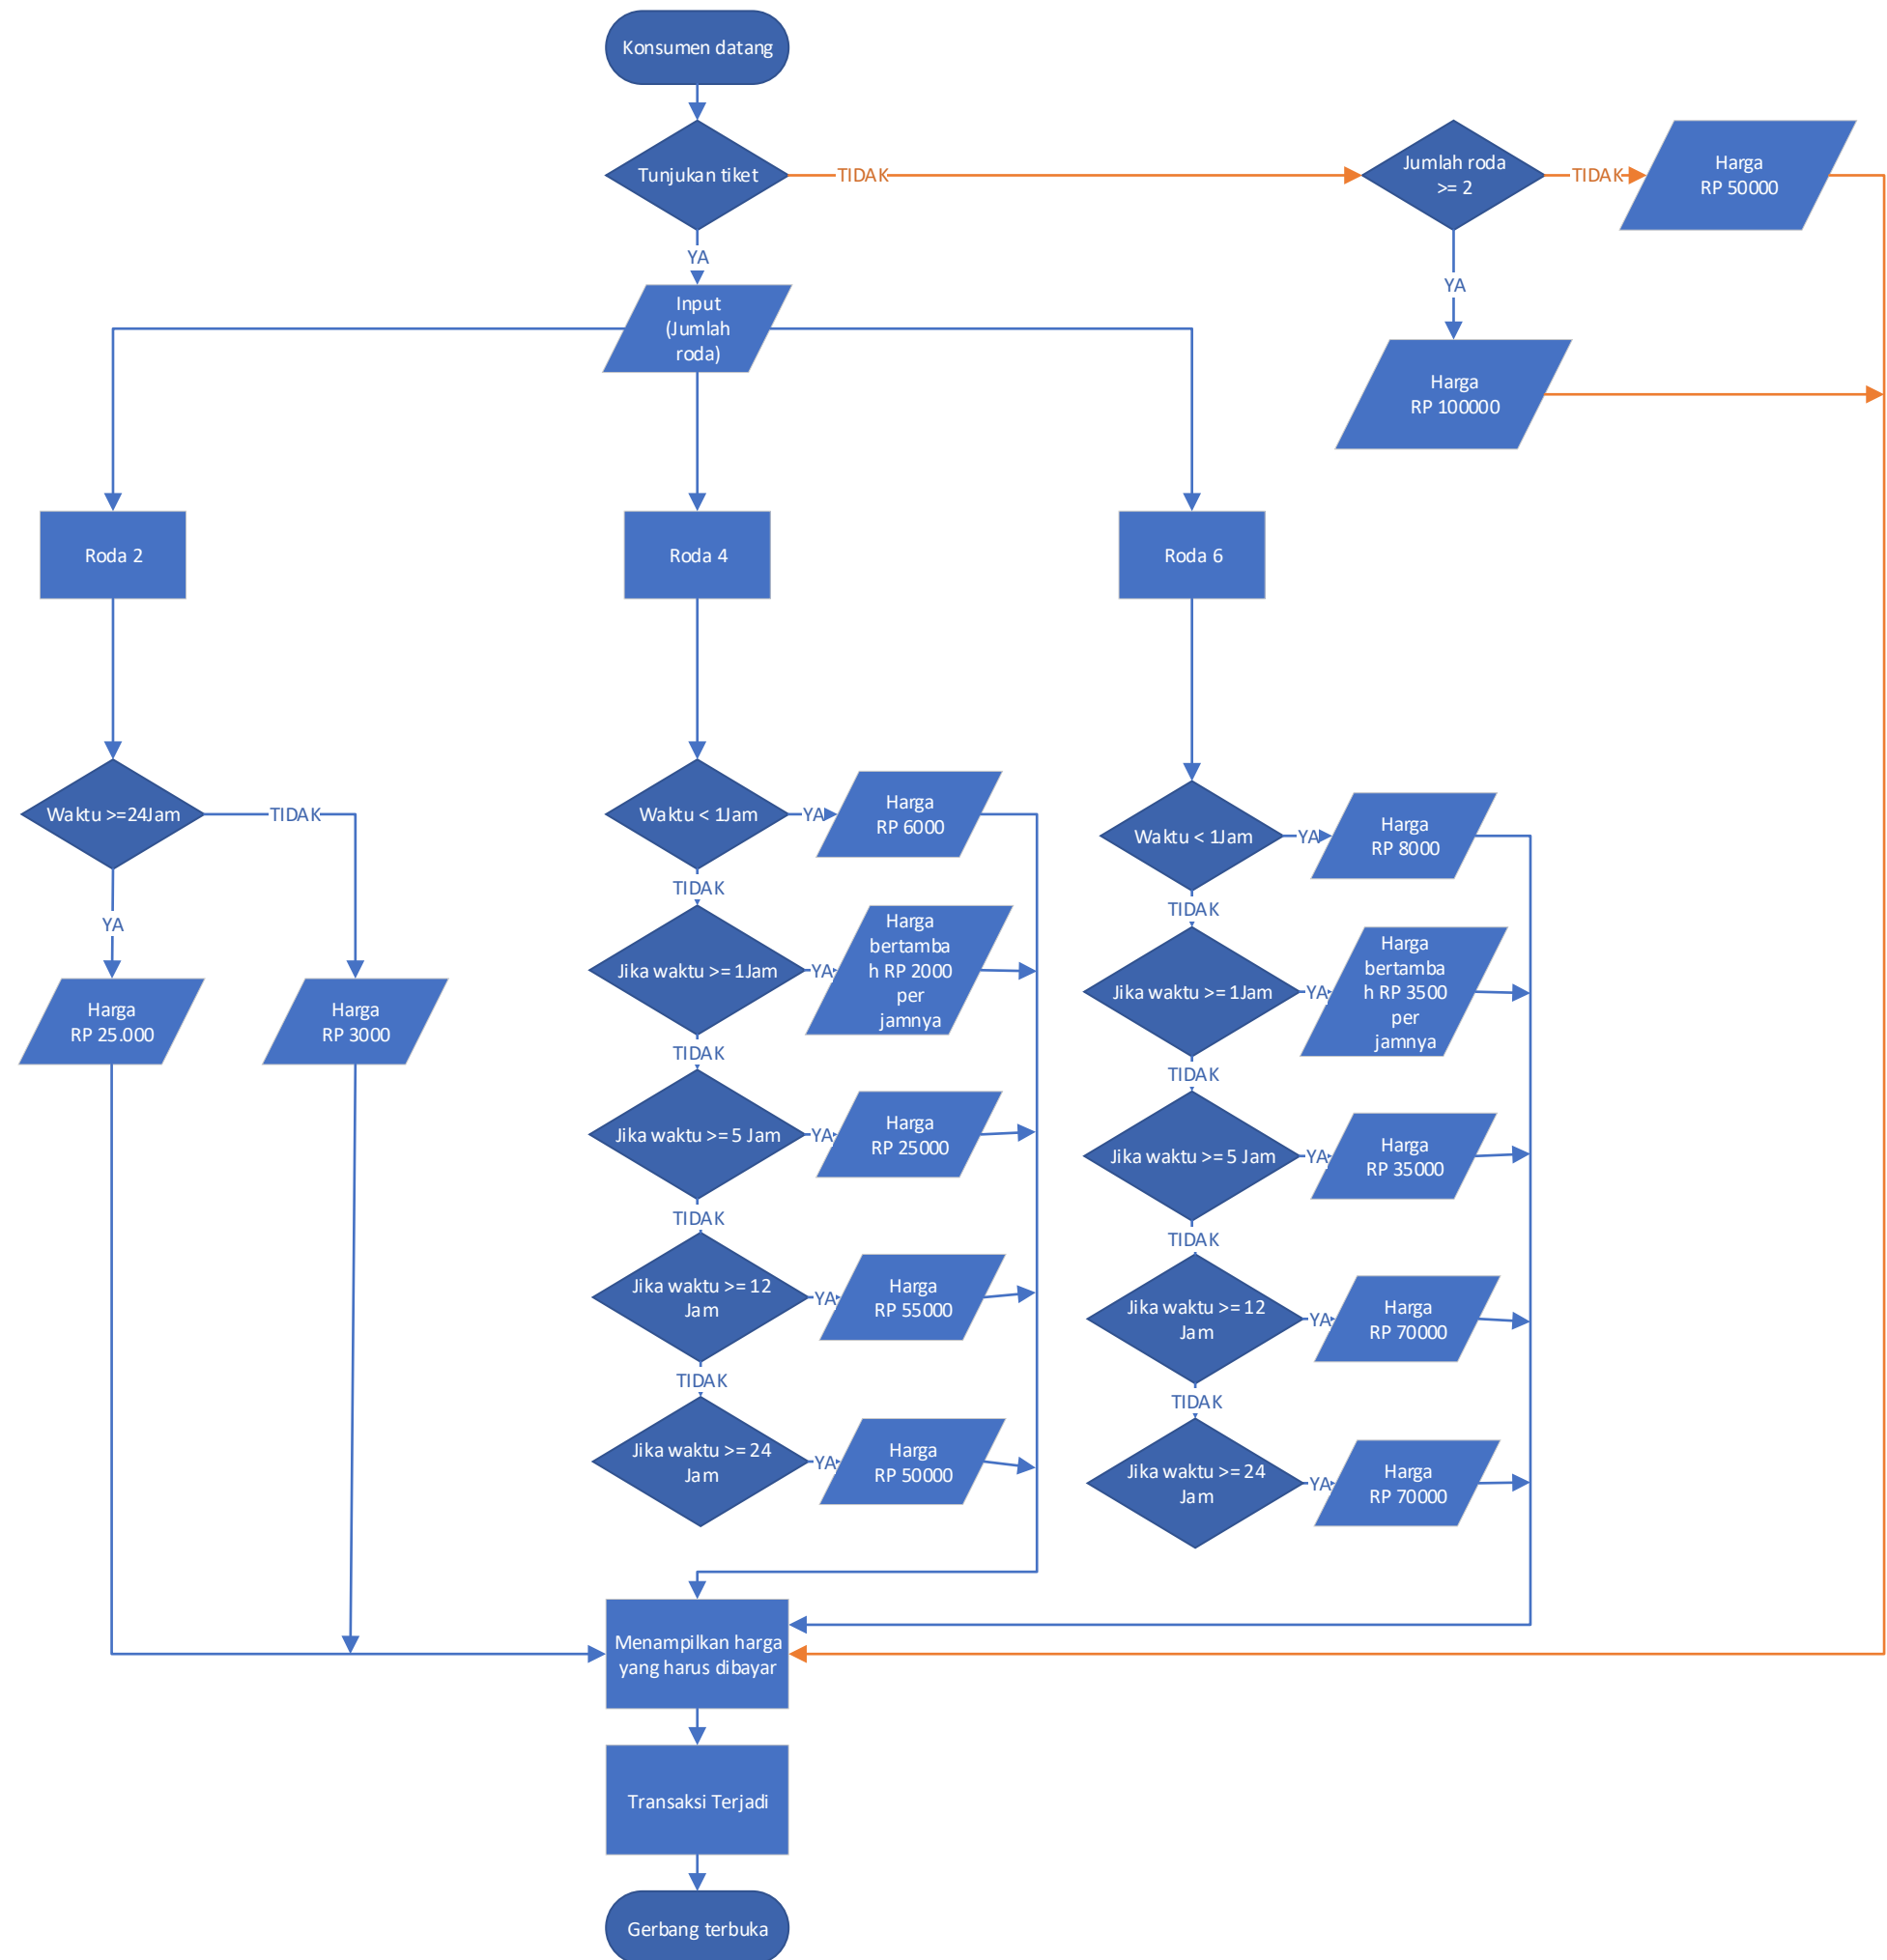 Konsumen datang
Tunjukan tiket
TIDAK
Jumlah roda
>= 2
TIDAK
Harga
RP 50000
YA
YA
Input
(Jumlah
roda)
Harga
RP 100000
Roda 2
Roda 4
Roda 6
Waktu >=24Jam
TIDAK
YA
Harga
RP 25.000
Harga
RP 3000
Waktu < 1Jam
YA
Harga
RP 6000
TIDAK
Jika waktu >= 1Jam
YA
Harga
bertamba
h RP 2000
per
jamnya
TIDAK
Jika waktu >= 5 Jam
YA
Harga
RP 25000
TIDAK
Jika waktu >= 12
Jam
YA
Harga
RP 55000
TIDAK
Jika waktu >= 24
Jam
YA
Harga
RP 50000
Waktu < 1Jam
YA
Harga
RP 8000
TIDAK
Jika waktu >= 1Jam
YA
Harga
bertamba
h RP 3500
per
jamnya
TIDAK
Jika waktu >= 5 Jam
YA
Harga
RP 35000
TIDAK
Jika waktu >= 12
Jam
YA
Harga
RP 70000
TIDAK
Jika waktu >= 24
Jam
YA
Harga
RP 70000
Menampilkan harga
yang harus dibayar
Transaksi Terjadi
Gerbang terbuka